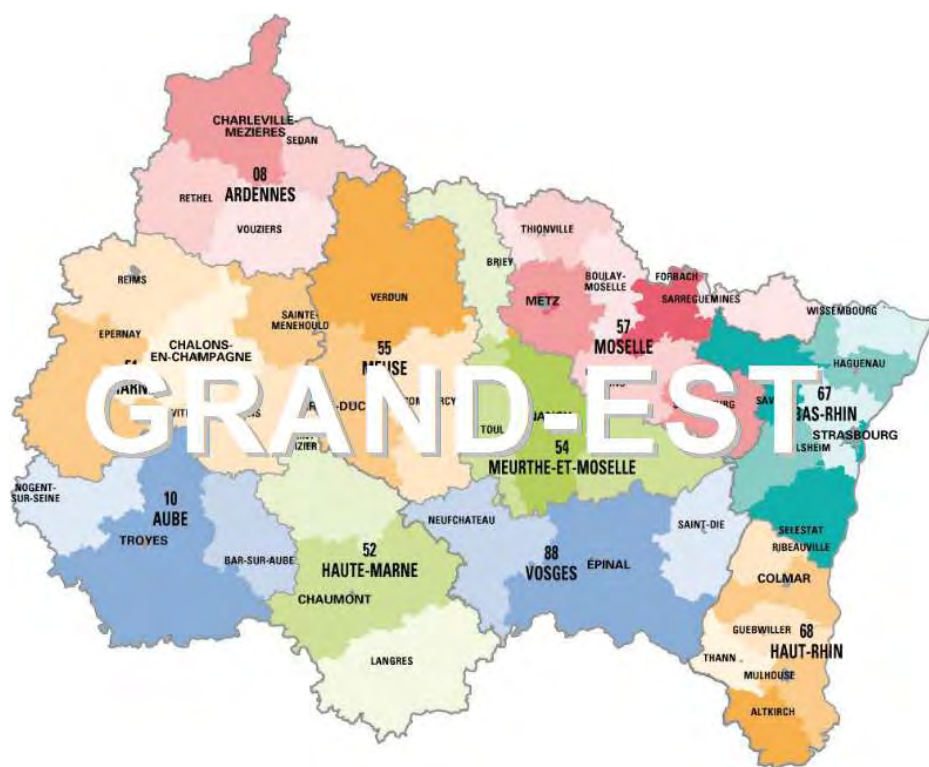 CHARLEVILLE-
MEZIERES
SEDAN
08
ARDENNES
RETHEL
VOUZIERS
THIONVILLE
BRIEY
BOULAY-
MOSELLE
FORBACH
SARREGUEMINES
METZ
57
MOSELLE
WISSEMBOURG
REIMS
VERDUN
EPERNAY
SAINTE-
MENEHOULD
CHALONS-
EN-CHAMPAGNE
55
MEUSE
HAGUENAU
67
BAS-RHIN
GRAND-EST
STRASBOURG
TOUL
54
MEURTHE-ET-MOSELLE
NOGENT-
SUR-SEINE
10
AUBE
TROYES
BAR-SUR-AUBE
NEUFCHATEAU
SAINT-DIE
SELESTAT
RIBEAUVILLE
52
HAUTE-MARNE
88
VOSGES
ÉPINAL
COLMAR
CHAUMONT
GUEBWILLER
68
HAUT-RHIN
LANGRES
THANN
MULHOUSE
ALTKIRCH